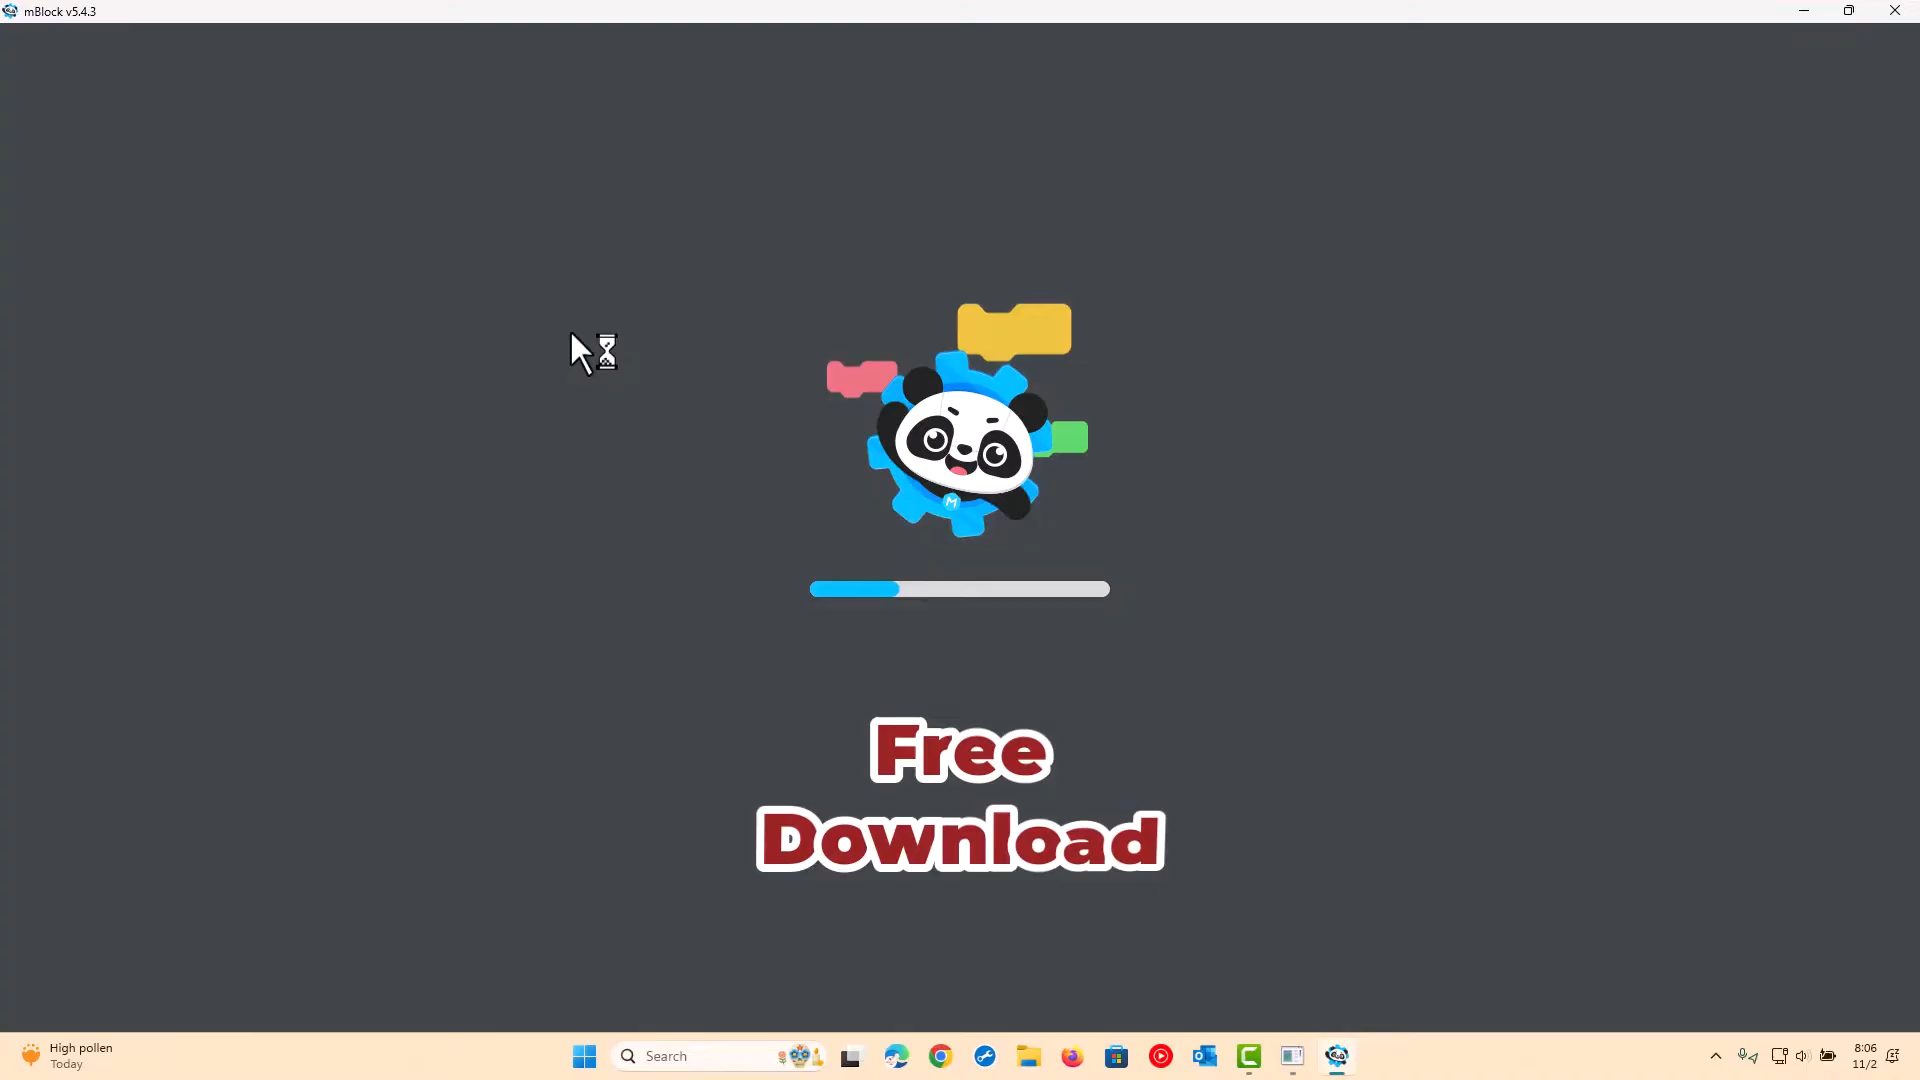 mBlock v5.4.3
M
Free
Download
High pollen
Today
Search
8:06
11/2